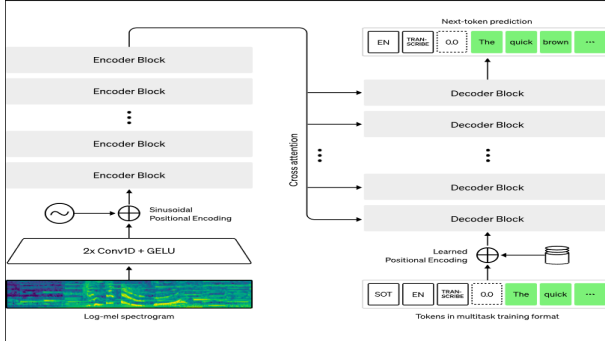 Next-token prediction
EN TRAN-SCRIBE 0.0 The quick brown ...
Encoder Block
Encoder Block
Encoder Block
Encoder Block
Sinusoidal
Positional Encoding
2x Conv1D + GELU
Log-mel spectrogram
Cross attention
Decoder Block
Decoder Block
Decoder Block
Decoder Block
Learned
Positional Encoding
SOT EN TRAN-SCRIBE 0.0 The quick ...
Tokens in multitask training format